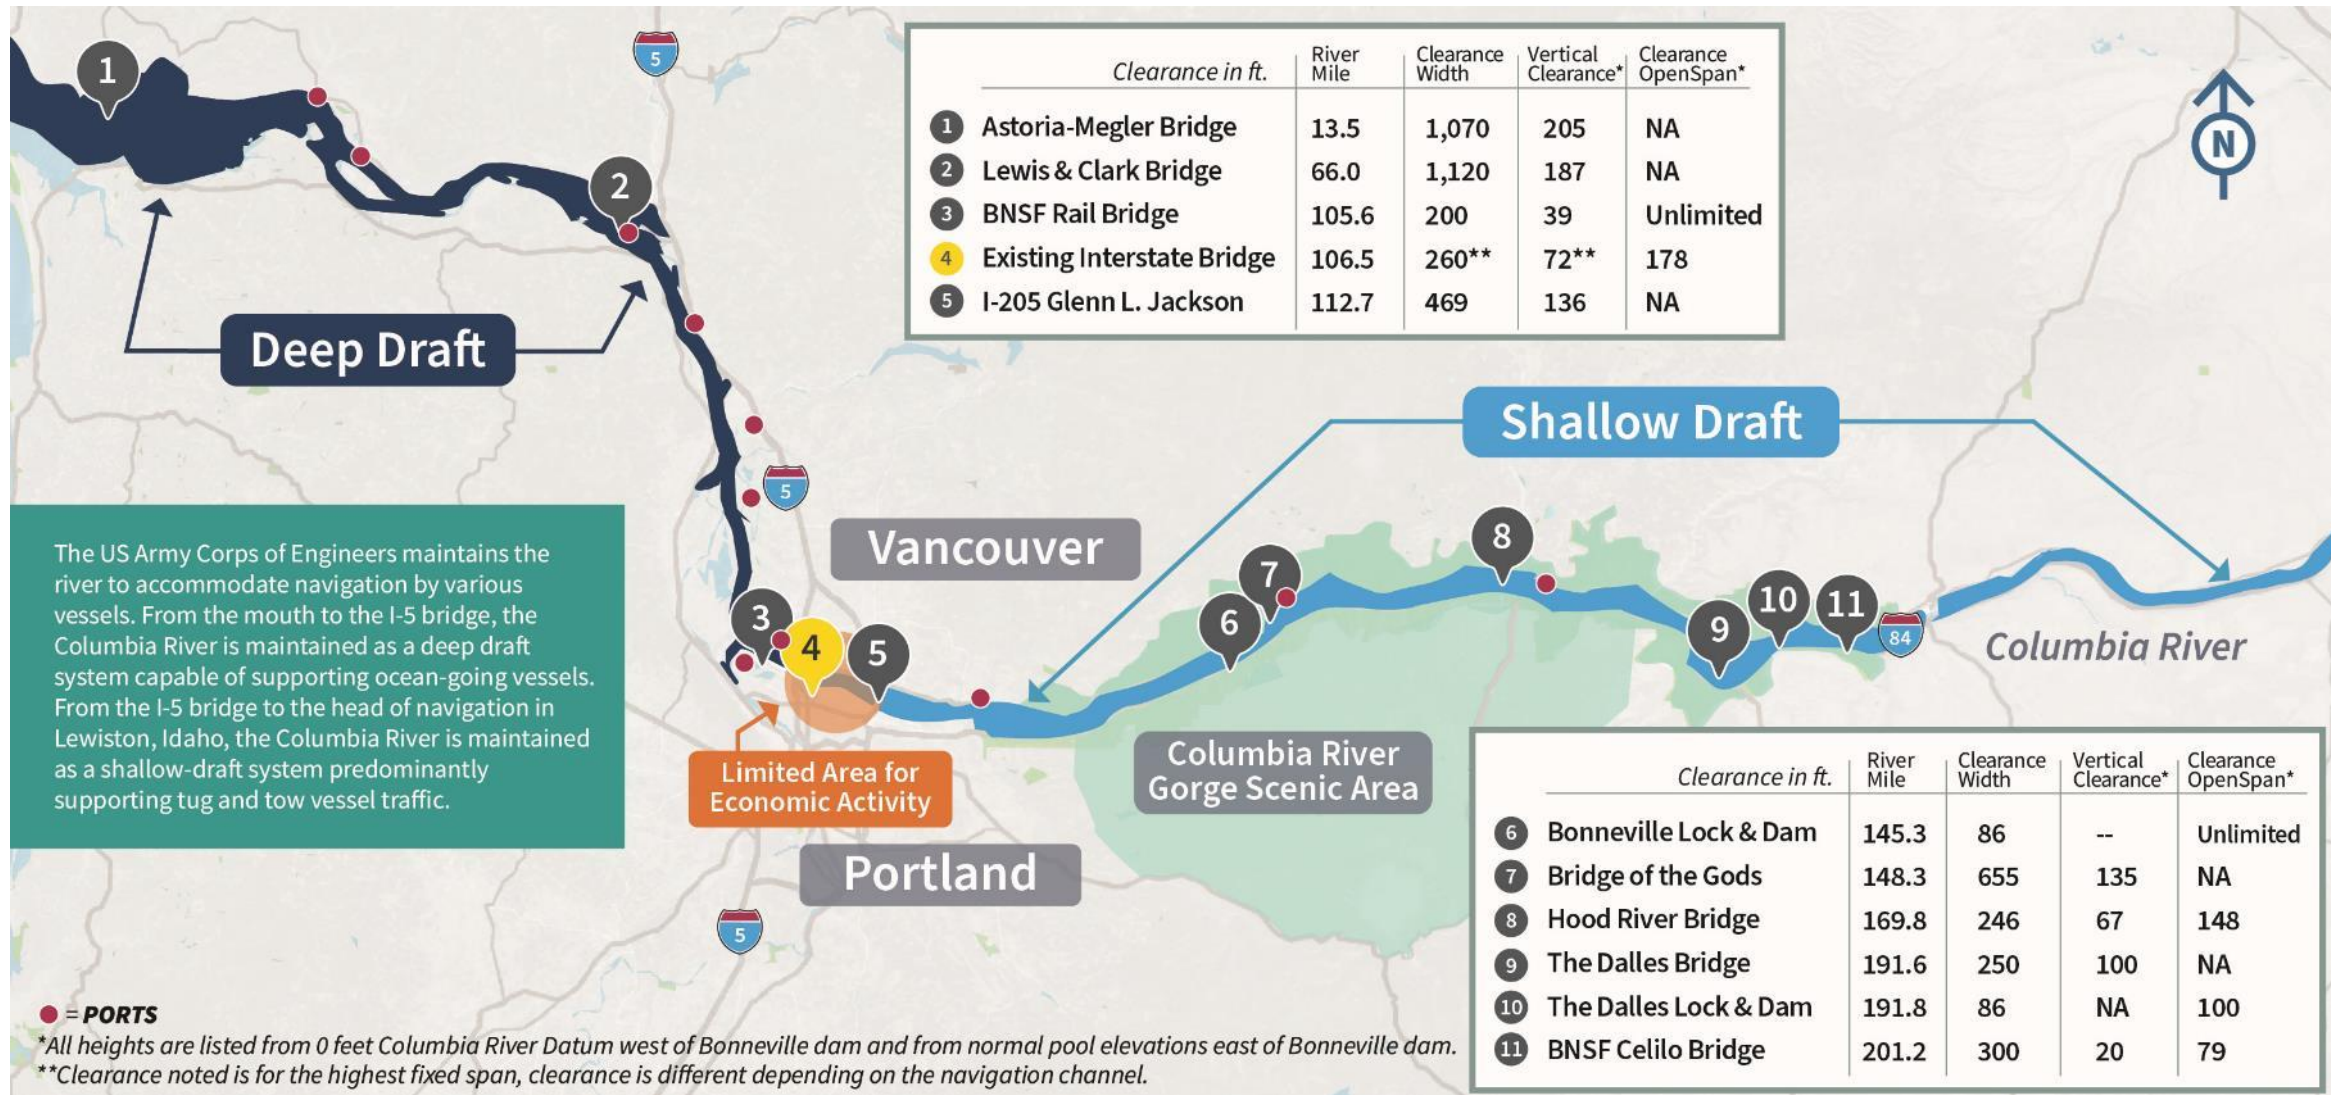 1
5
Clearance in ft. River Mile Clearance Width Vertical Clearance* Clearance OpenSpan*
1 Astoria-Megler Bridge 13.5 1,070 205 NA
2 Lewis & Clark Bridge 66.0 1,120 187 NA
3 BNSF Rail Bridge 105.6 200 39 Unlimited
4 Existing Interstate Bridge 106.5 260** 72** 178
5 I-205 Glenn L. Jackson 112.7 469 136 NA
N
2
Deep Draft
Shallow Draft
5
Vancouver
The US Army Corps of Engineers maintains the
river to accommodate navigation by various
vessels. From the mouth to the I-5 bridge, the
Columbia River is maintained as a deep draft
system capable of supporting ocean-going vessels.
From the I-5 bridge to the head of navigation in
Lewiston, Idaho, the Columbia River is maintained
as a shallow-draft system predominantly
supporting tug and tow vessel traffic.
3
4
5
6
7
8
9
10
11
84
Columbia River
Limited Area for
Economic Activity
Columbia River
Gorge Scenic Area
Portland
5
Clearance in ft. River Mile Clearance Width Vertical Clearance* Clearance OpenSpan*
6 Bonneville Lock & Dam 145.3 86 -- Unlimited
7 Bridge of the Gods 148.3 655 135 NA
8 Hood River Bridge 169.8 246 67 148
9 The Dalles Bridge 191.6 250 100 NA
10 The Dalles Lock & Dam 191.8 86 NA 100
11 BNSF Celilo Bridge 201.2 300 20 79
= PORTS
*All heights are listed from 0 feet Columbia River Datum west of Bonneville dam and from normal pool elevations east of Bonneville dam.
**Clearance noted is for the highest fixed span, clearance is different depending on the navigation channel.